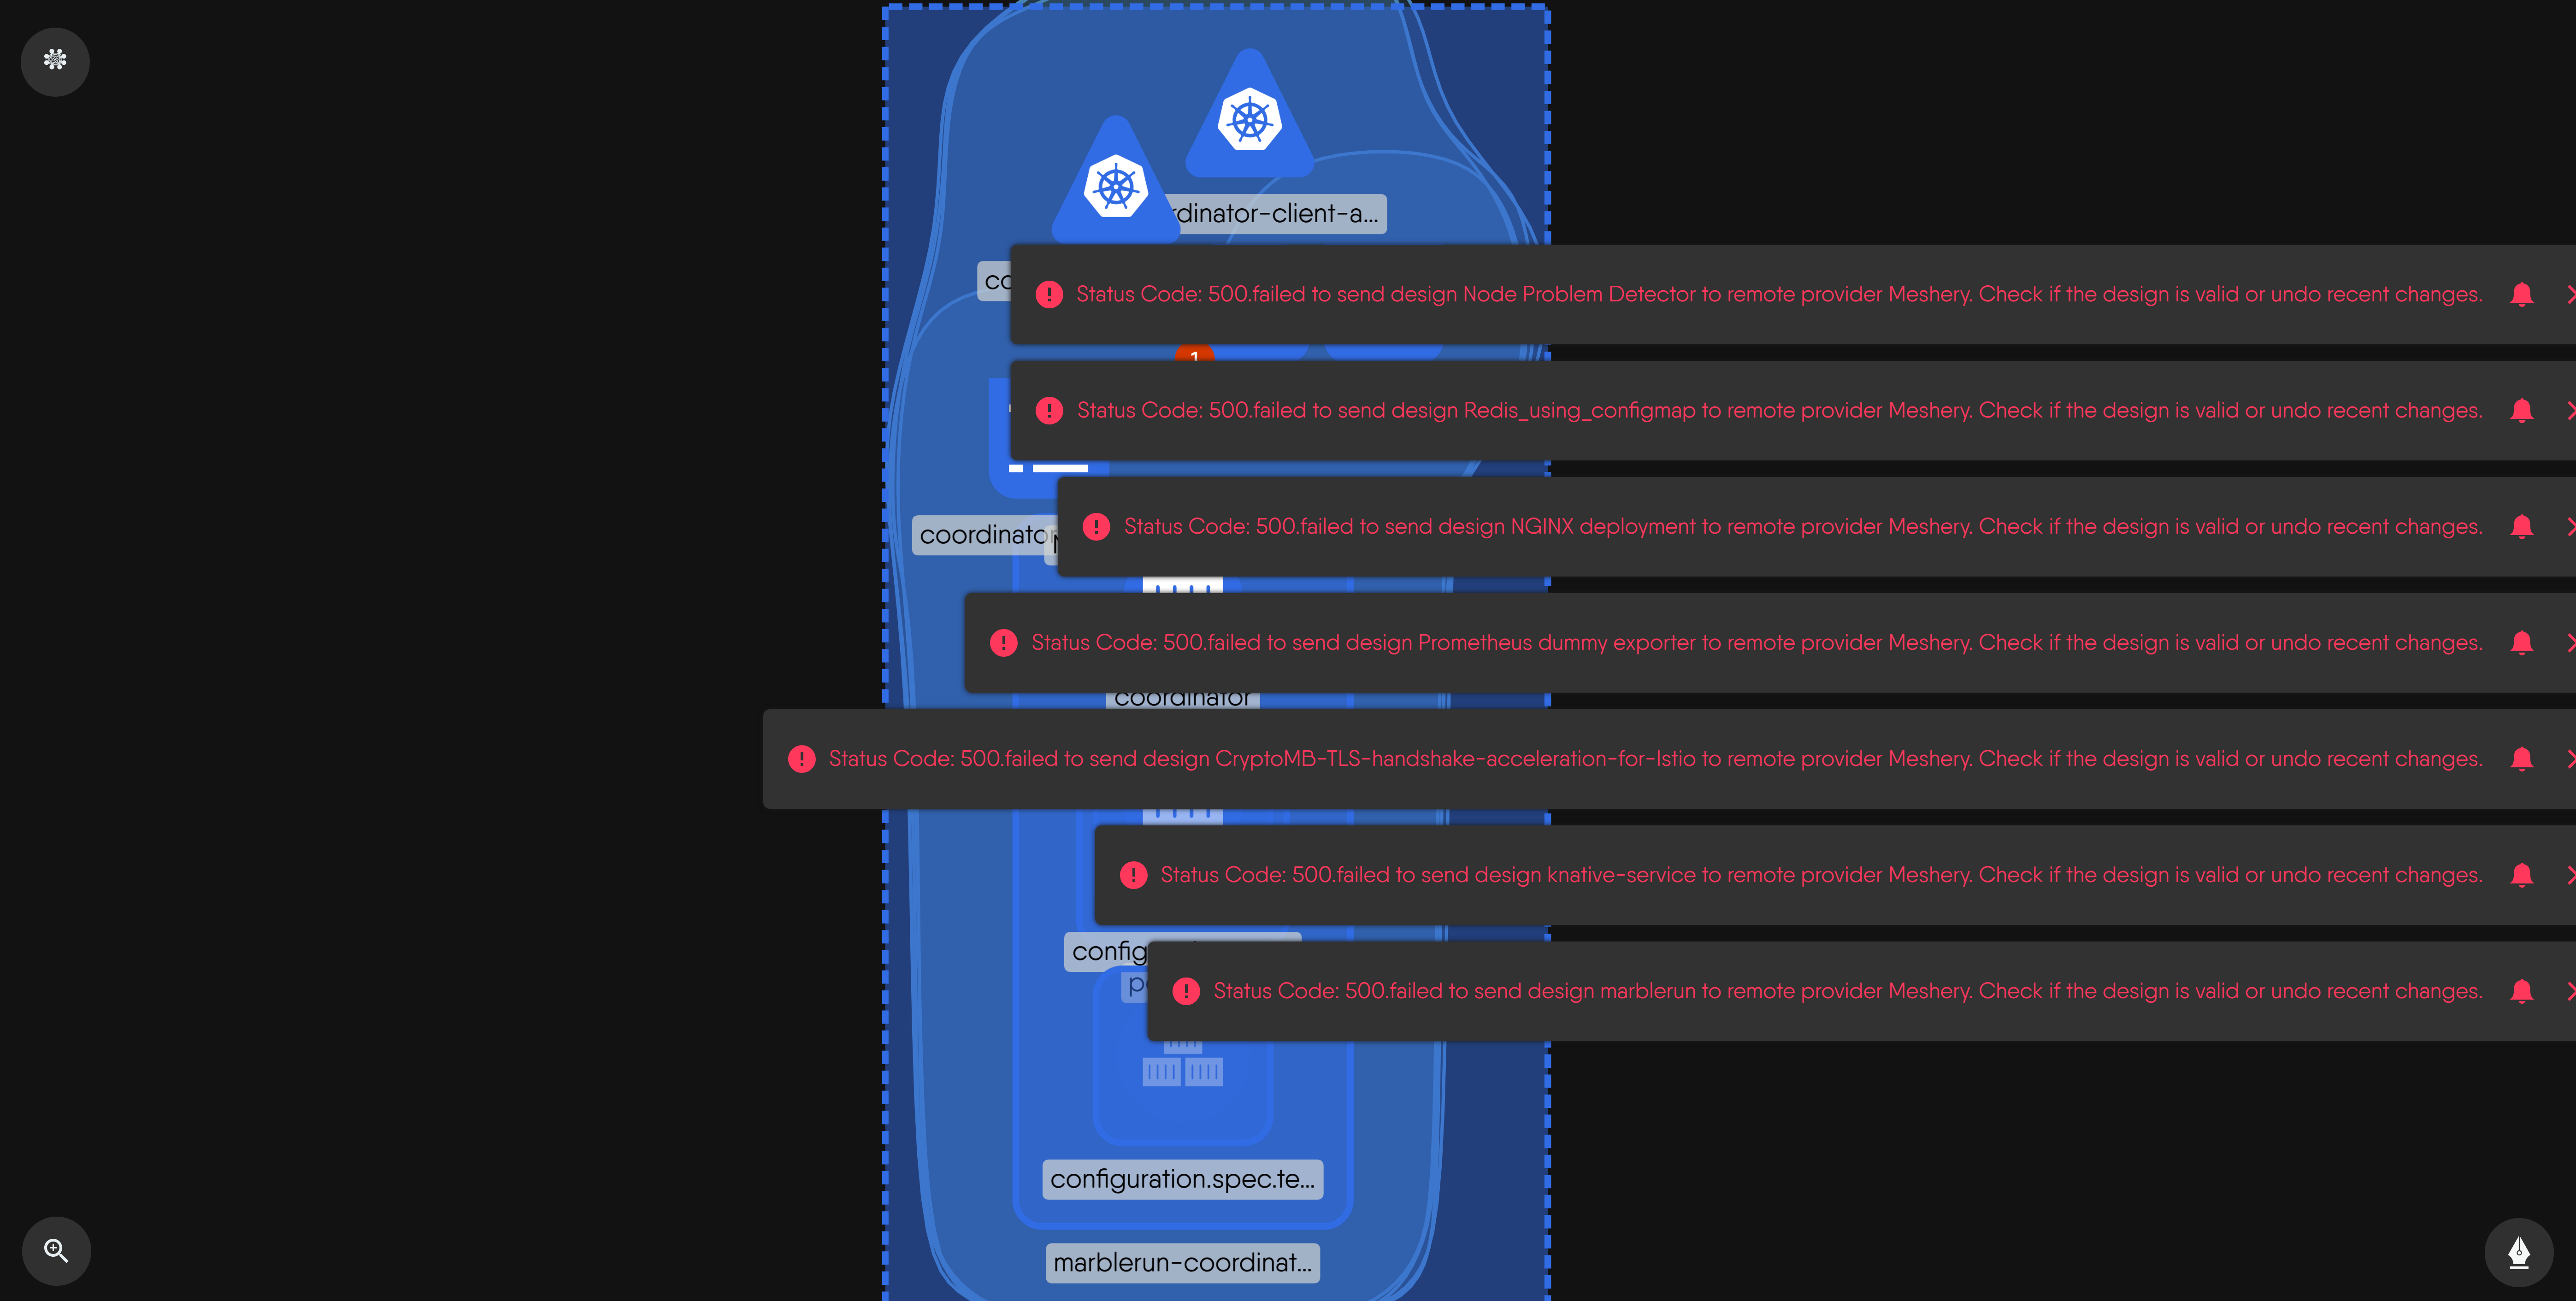 rdinator-client-a...
co
Status Code: 500.failed to send design Node Problem Detector to remote provider Meshery. Check if the design is valid or undo recent changes.
1
Status Code: 500.failed to send design Redis_using_configmap to remote provider Meshery. Check if the design is valid or undo recent changes.
Status Code: 500.failed to send design NGINX deployment to remote provider Meshery. Check if the design is valid or undo recent changes.
coordinator
Status Code: 500.failed to send design Prometheus dummy exporter to remote provider Meshery. Check if the design is valid or undo recent changes.
coordinator
Status Code: 500.failed to send design CryptoMB-TLS-handshake-acceleration-for-Istio to remote provider Meshery. Check if the design is valid or undo recent changes.
Status Code: 500.failed to send design knative-service to remote provider Meshery. Check if the design is valid or undo recent changes.
config
po
Status Code: 500.failed to send design marblerun to remote provider Meshery. Check if the design is valid or undo recent changes.
configuration.spec.te...
marblerun-coordinat...